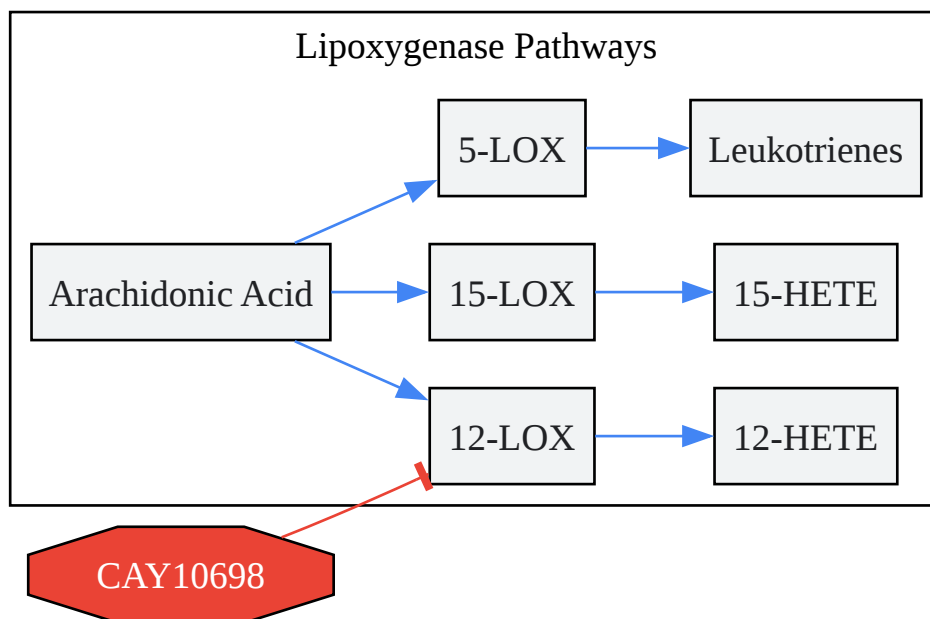 Lipoxygenase Pathways
5-LOX
Leukotrienes
Arachidonic Acid
15-LOX
15-HETE
12-LOX
12-HETE
CAY10698